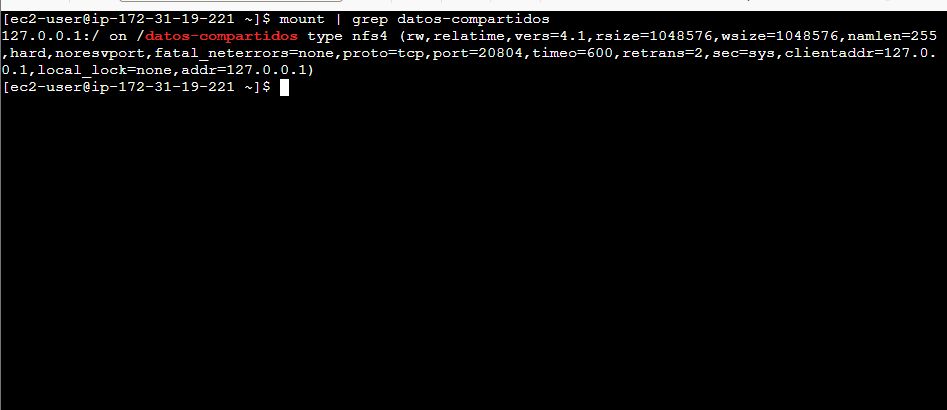 [ec2-user@ip-172-31-19-221 ~]$ mount | grep datos-compartidos
127.0.0.1:/ on /datos-compartidos type nfs4 (rw,relatime,vers=4.1,rsize=1048576,wsize=1048576,namlen=255
,hard,noresvport,fatal_neterrors=none,proto=tcp,port=20804,timeo=600,retrans=2,sec=sys,clientaddr=127.0.
0.1,local_lock=none,addr=127.0.0.1)
[ec2-user@ip-172-31-19-221 ~]$